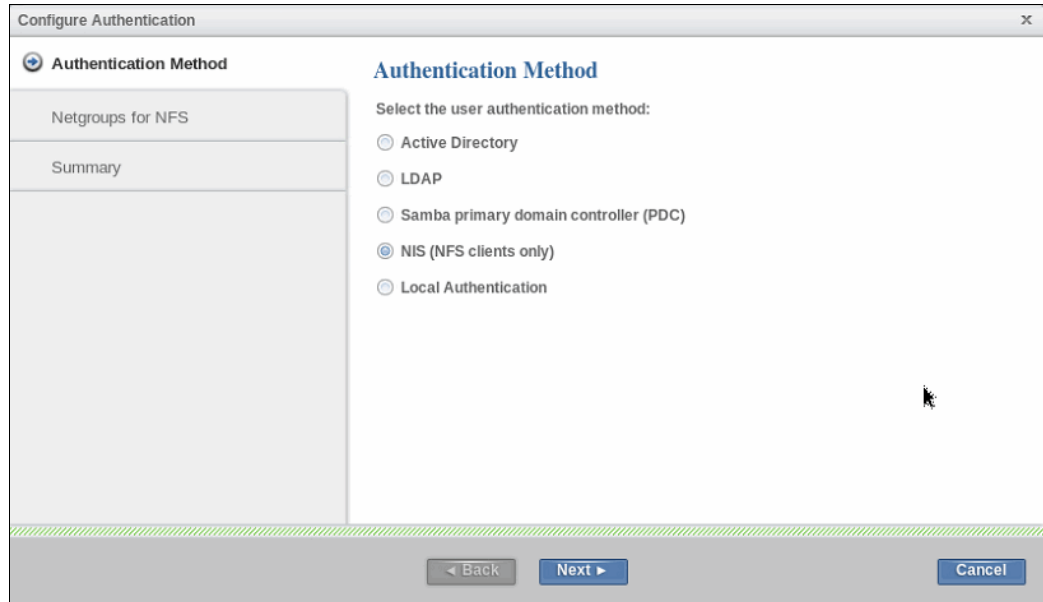 Configure Authentication x
Authentication Method
Netgroups for NFS
Summary
Authentication Method
Select the user authentication method:
Active Directory
LDAP
Samba primary domain controller (PDC)
NIS (NFS clients only)
Local Authentication
◄ Back Next ► Cancel